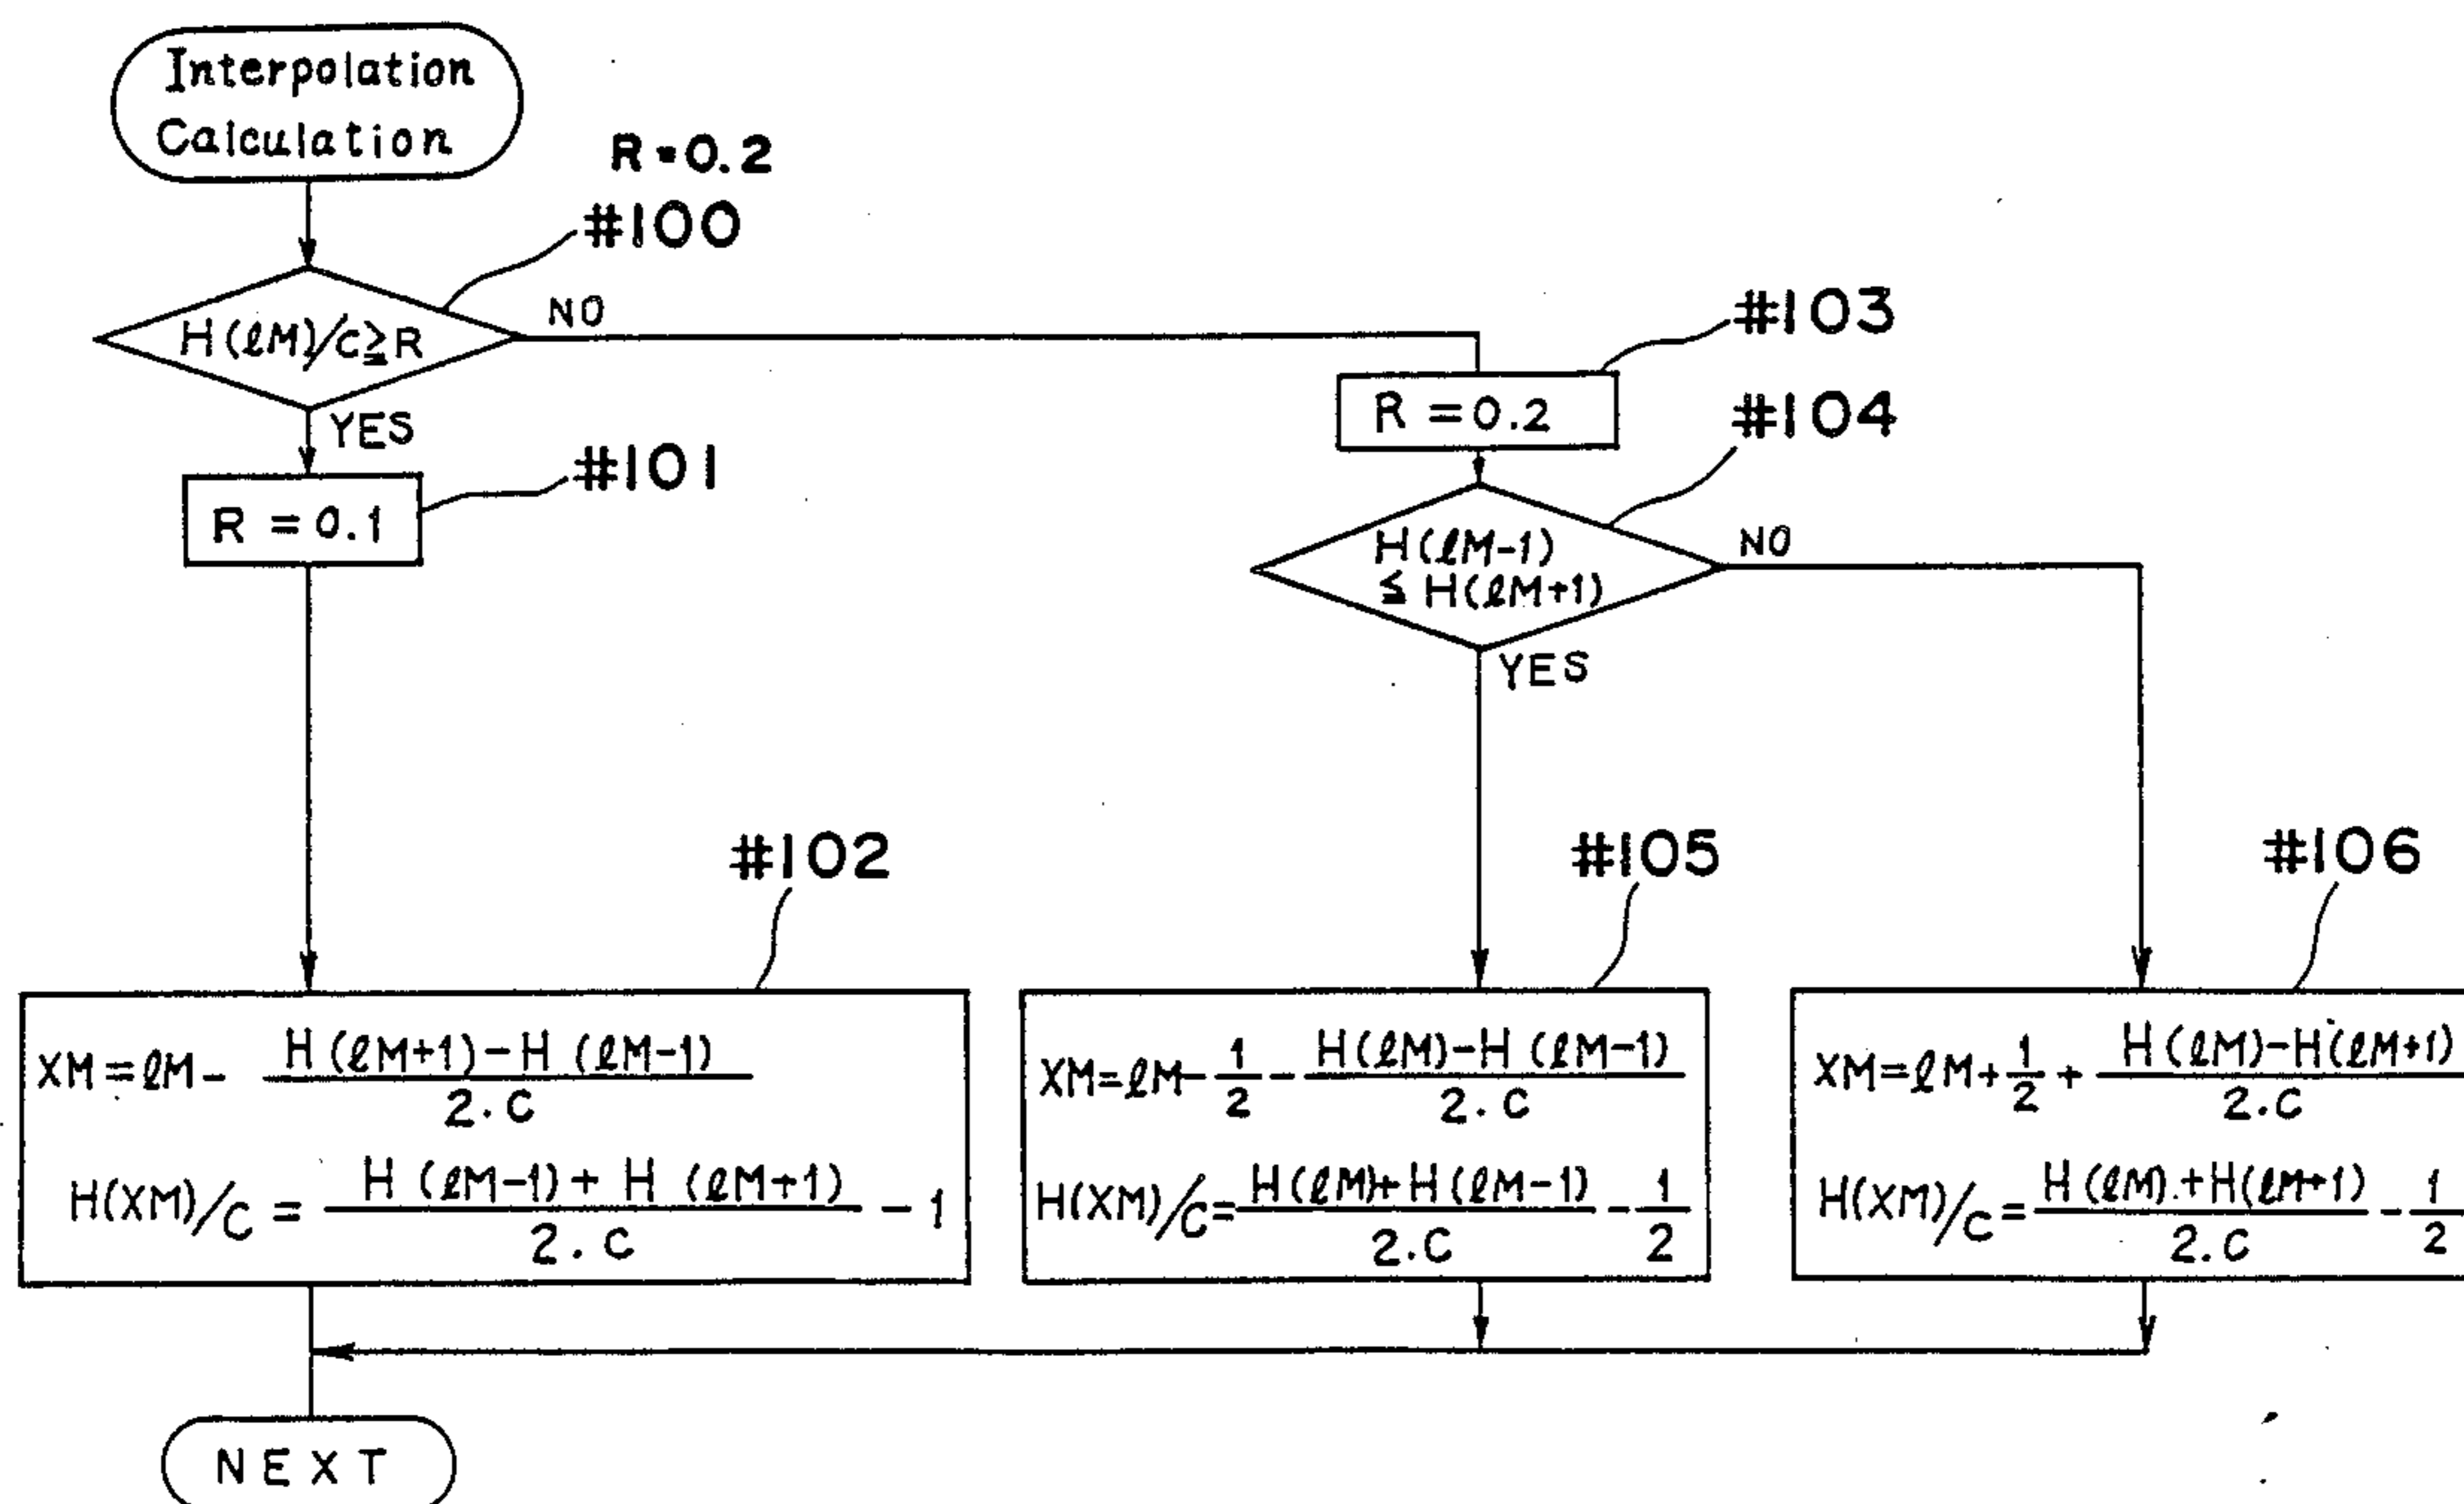 Interpolation
Calculation
R=0.2
#100
H(ℓM)/C≧R
NO
YES
#101
R = 0.1
#103
R = 0.2
#104
H(ℓM-1)
≦ H(ℓM+1)
NO
YES
#102
XM = ℓM - H(ℓM+1) - H(ℓM-1) / 2.C
H(XM)/C = H(ℓM-1) + H(ℓM+1) / 2.C - 1
#105
XM = ℓM - 1/2 - H(ℓM) - H(ℓM-1) / 2.C
H(XM)/C = H(ℓM) + H(ℓM-1) / 2.C - 1/2
#106
XM = ℓM + 1/2 + H(ℓM) - H(ℓM+1) / 2.C
H(XM)/C = H(ℓM) + H(ℓM+1) / 2.C - 1/2
NEXT